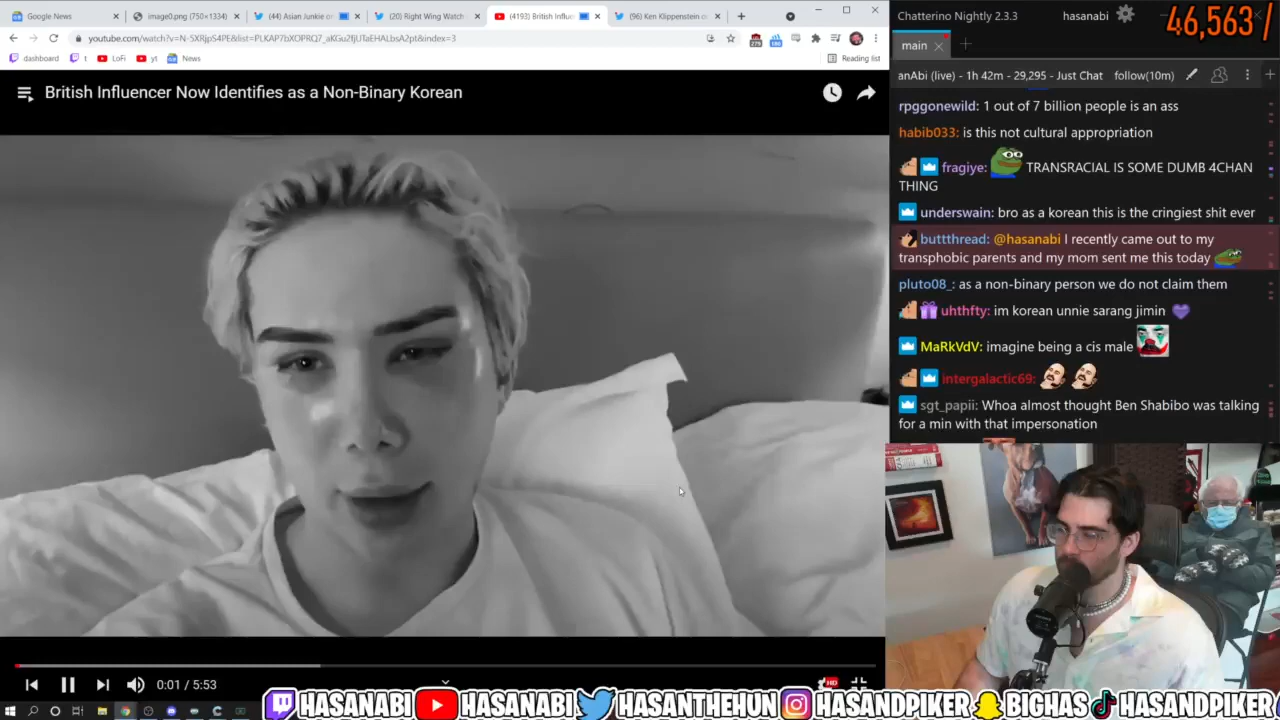 Google News
image0.png (750×1334)
(44) Asian Junkie on
(20) Right Wing Watch
(4193) British Influe
(96) Ken Klippenstein
youtube.com/watch?v=N-5XRjpS4PE&list=PLKAP7bXOPRQ7_aKGu2fjUTaEHALbsA2pt&index=3
dashboard
t
LoFi
yt
News
Reading list
British Influencer Now Identifies as a Non-Binary Korean
0:01 / 5:53
HD
Chatterino Nightly 2.3.3
hasanabi
46,563 /
main
anAbi (live) - 1h 42m - 29,295 - Just Chat
follow(10m)
rpggonewild: 1 out of 7 billion people is an ass
habib033: is this not cultural appropriation
fragiye: TRANSRACIAL IS SOME DUMB 4CHAN
THING
underswain: bro as a korean this is the cringiest shit ever
buttthread: @hasanabi I recently came out to my
transphobic parents and my mom sent me this today
pluto08_: as a non-binary person we do not claim them
uhthfty: im korean unnie sarang jimin
MaRkVdV: imagine being a cis male
intergalactic69:
sgt_papii: Whoa almost thought Ben Shabibo was talking
for a min with that impersonation
HASANABI
HASANABI
HASANTHEHUN
HASANDPIKER
BIGHAS
HASANDPIKER